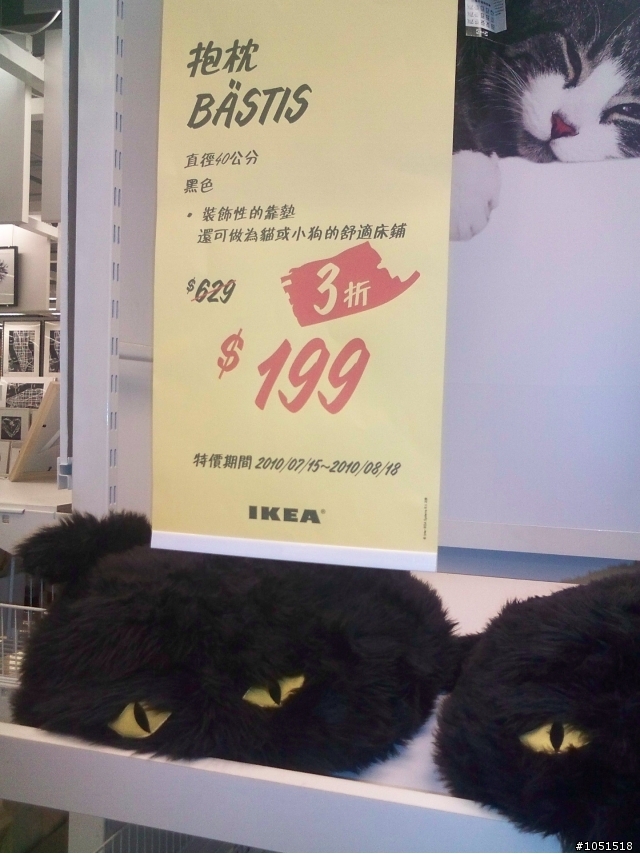 抱枕
BÄSTIS
直徑40公分
黑色
• 裝飾性的靠墊
還可做為貓或小狗的舒適床鋪
$629
3折
$199
特價期間 2010/07/15~2010/08/18
IKEA®
#1051518